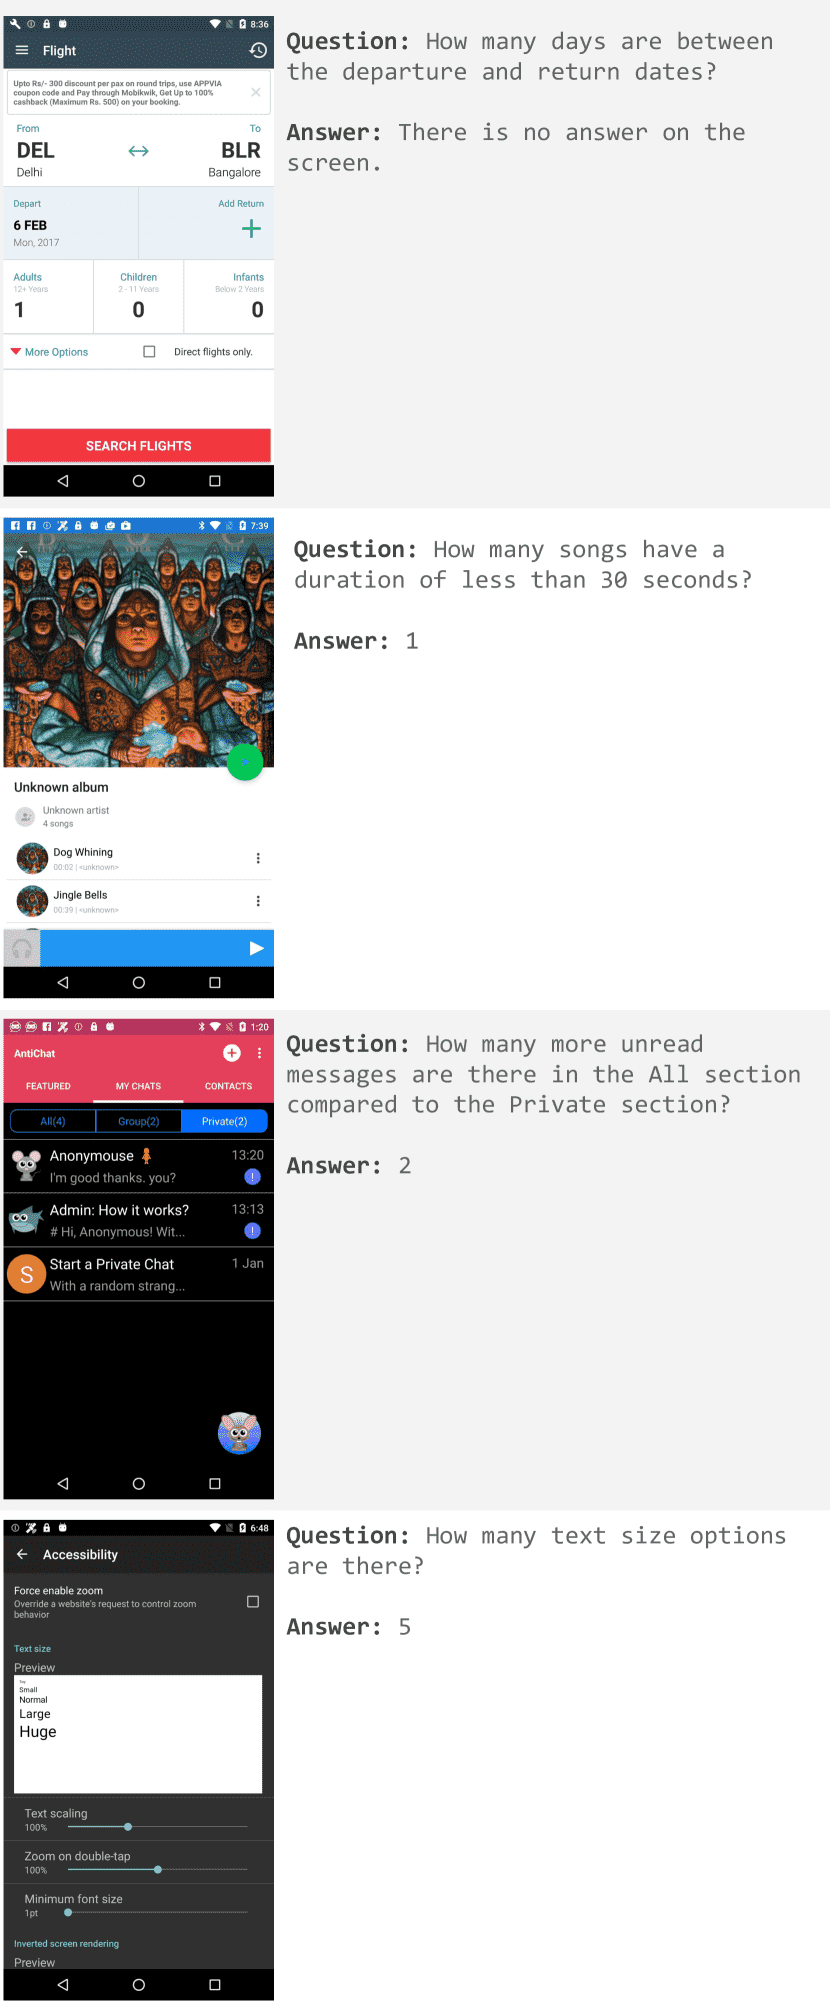 8:36
Flight
Question: How many days are between
the departure and return dates?
Answer: There is no answer on the
screen.
Upto Rs/- 300 discount per pax on round trips, use APPVIA
coupon code and Pay through Mobikwik, Get Up to 100%
cashback (Maximum Rs. 500) on your booking.
From To
DEL BLR
Delhi Bangalore
Depart Add Return
6 FEB
Mon, 2017
Adults Children Infants
12+ Years 2 - 11 Years Below 2 Years
1 0 0
More Options Direct flights only.
SEARCH FLIGHTS
7:39
Question: How many songs have a
duration of less than 30 seconds?
Answer: 1
Unknown album
Unknown artist
4 songs
Dog Whining
00:02 | <unknown>
Jingle Bells
00:39 | <unknown>
1:20
AntiChat
FEATURED MY CHATS CONTACTS
All(4) Group(2) Private(2)
Question: How many more unread
messages are there in the All section
compared to the Private section?
Answer: 2
Anonymouse 13:20
I'm good thanks. you?
Admin: How it works? 13:13
# Hi, Anonymous! Wit...
S
Start a Private Chat 1 Jan
With a random strang...
6:48
Accessibility
Question: How many text size options
are there?
Answer: 5
Force enable zoom
Override a website's request to control zoom
behavior
Text size
Preview
Tiny
Small
Normal
Large
Huge
Text scaling
100%
Zoom on double-tap
100%
Minimum font size
1pt
Inverted screen rendering
Preview